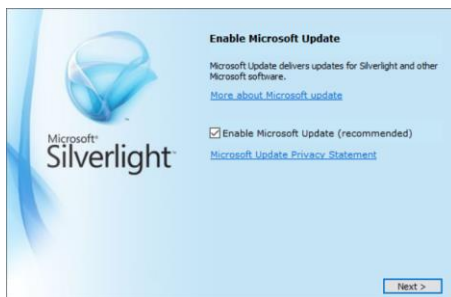 Enable Microsoft Update
Microsoft Update delivers updates for Silverlight and other
Microsoft software.
More about Microsoft update
Enable Microsoft Update (recommended)
Microsoft Update Privacy Statement
Microsoft®
Silverlight™
Next >